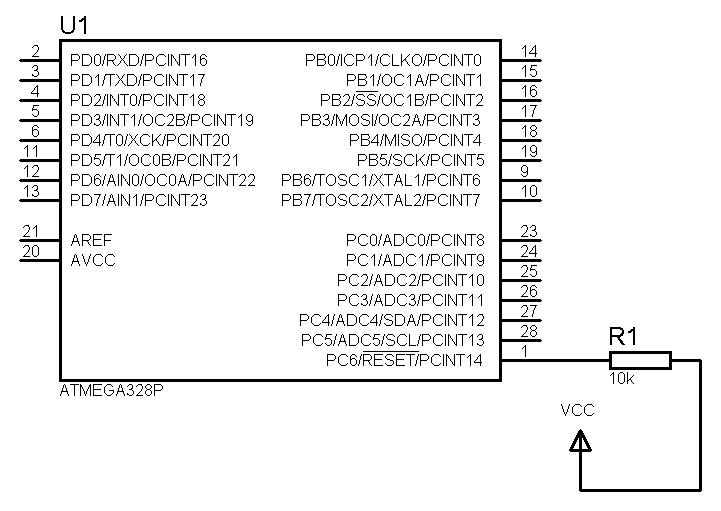 U1
2 PD0/RXD/PCINT16 PB0/ICP1/CLKO/PCINT0 14
3 PD1/TXD/PCINT17 PB1/OC1A/PCINT1 15
4 PD2/INT0/PCINT18 PB2/SS/OC1B/PCINT2 16
5 PD3/INT1/OC2B/PCINT19 PB3/MOSI/OC2A/PCINT3 17
6 PD4/T0/XCK/PCINT20 PB4/MISO/PCINT4 18
11 PD5/T1/OC0B/PCINT21 PB5/SCK/PCINT5 19
12 PD6/AIN0/OC0A/PCINT22 PB6/TOSC1/XTAL1/PCINT6 9
13 PD7/AIN1/PCINT23 PB7/TOSC2/XTAL2/PCINT7 10
21 AREF PC0/ADC0/PCINT8 23
20 AVCC PC1/ADC1/PCINT9 24
PC2/ADC2/PCINT10 25
PC3/ADC3/PCINT11 26
PC4/ADC4/SDA/PCINT12 27
PC5/ADC5/SCL/PCINT13 28
PC6/RESET/PCINT14 1
ATMEGA328P
R1
10k
VCC